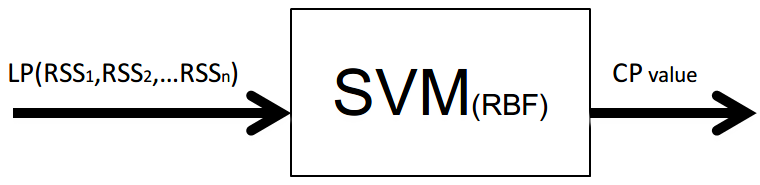 LP(RSS1,RSS2,...RSSn)
SVM(RBF)
CP value